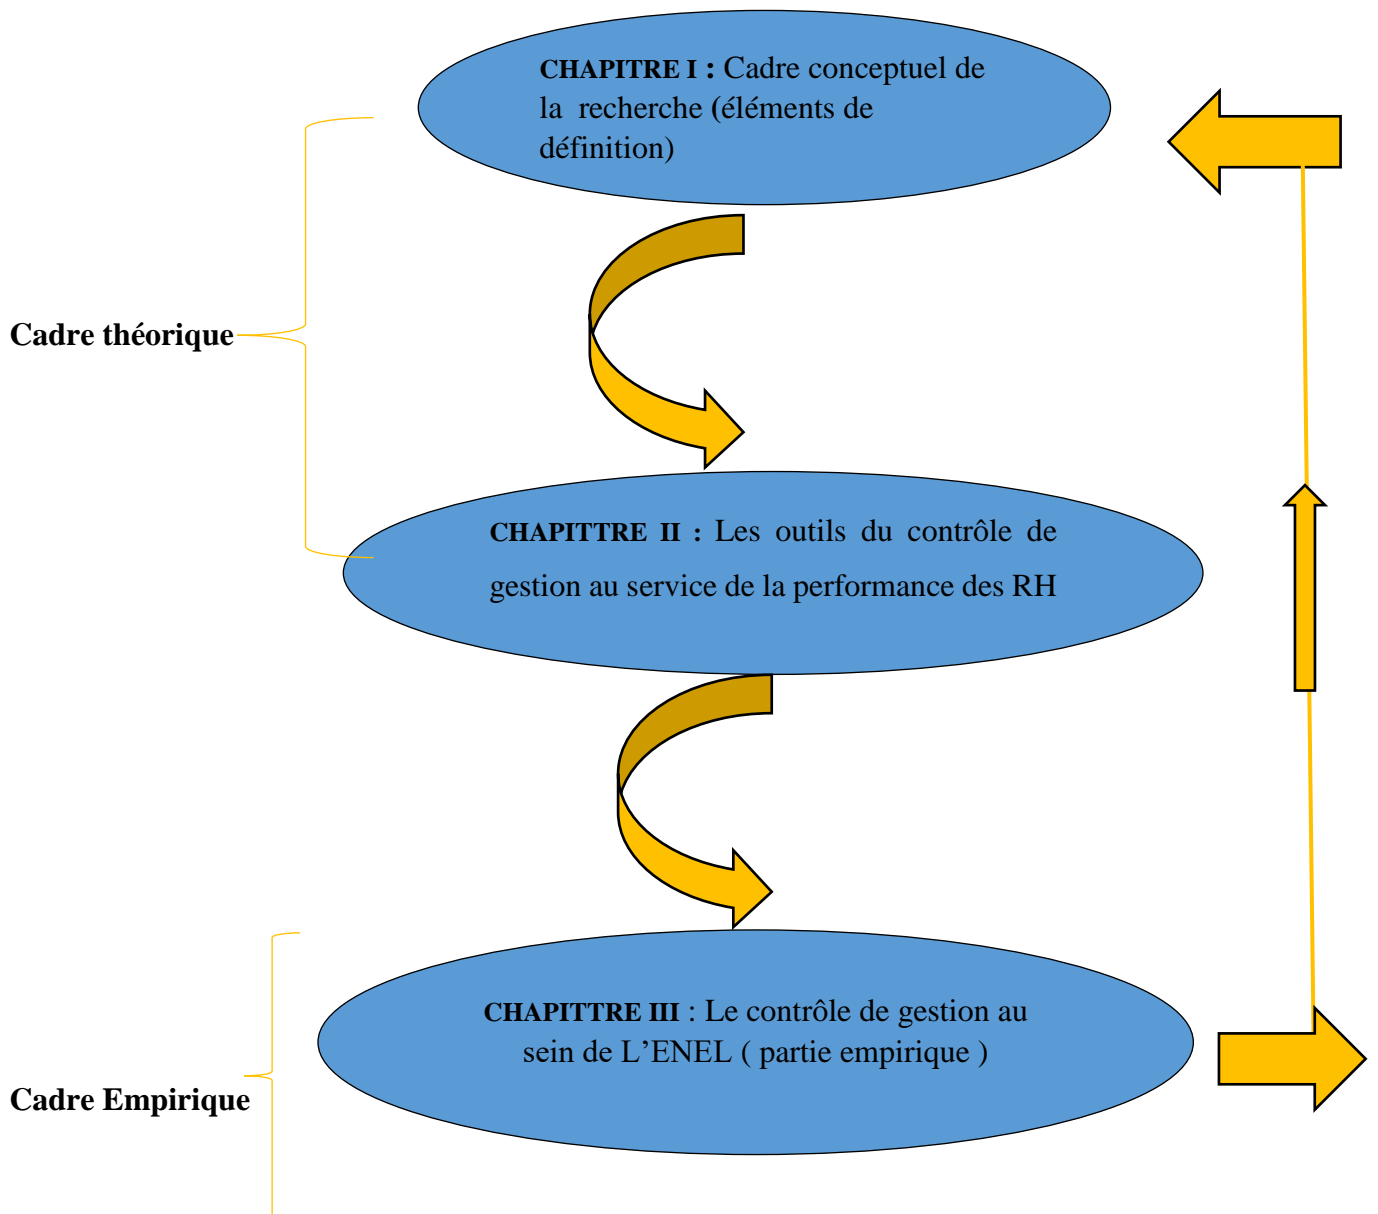 CHAPITRE I : Cadre conceptuel de
la recherche (éléments de
définition)
Cadre théorique
CHAPITTRE II : Les outils du contrôle de
gestion au service de la performance des RH
CHAPITTRE III : Le contrôle de gestion au
sein de L’ENEL ( partie empirique )
Cadre Empirique